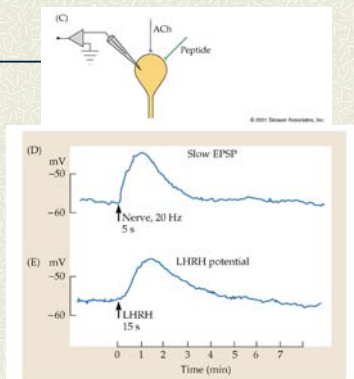 (C)
ACh
Peptide
© 2001 Sinauer Associates, Inc.
(D)
mV
Slow EPSP
−50
−60
Nerve, 20 Hz
5 s
(E)
mV
LHRH potential
−50
−60
LHRH
15 s
0 1 2 3 4 5 6 7
Time (min)